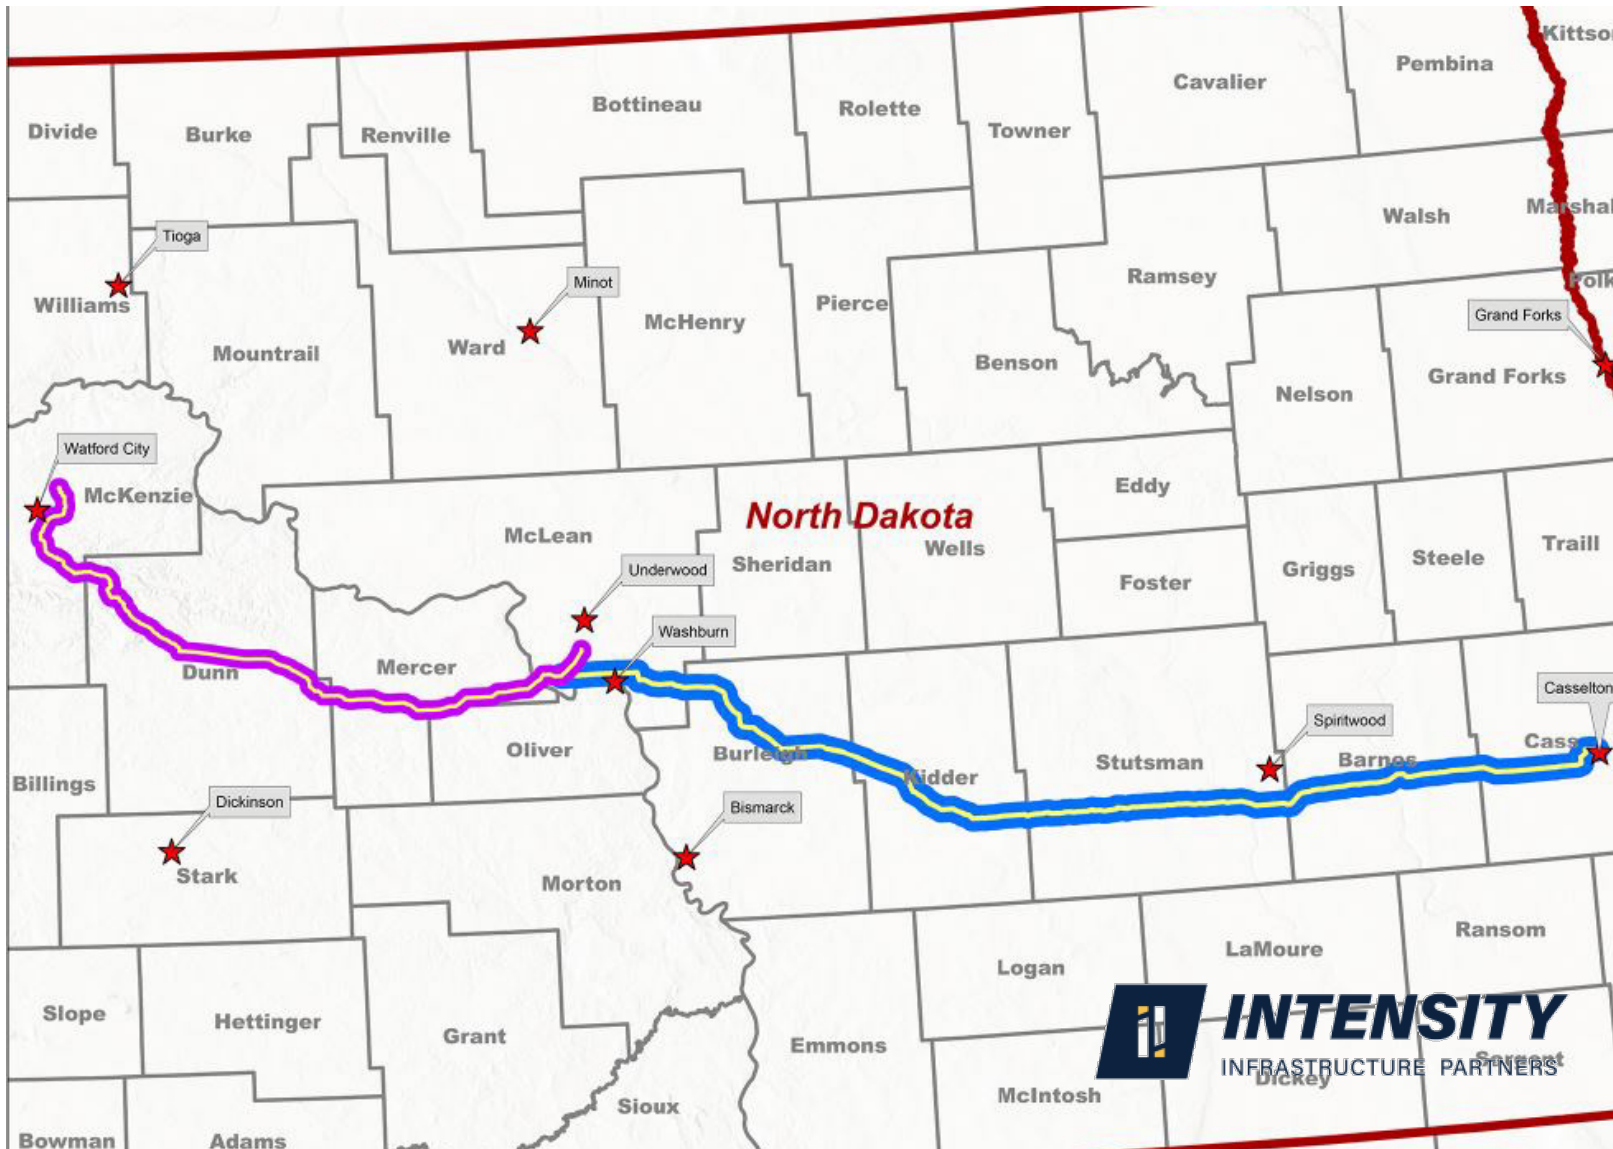 Kittso
Pembina
Cavalier
Bottineau
Rolette
Divide
Burke
Renville
Towner
Walsh
Marshal
Tioga
Williams
Minot
Ramsey
Polk
Pierce
McHenry
Grand Forks
Ward
Mountrail
Benson
Grand Forks
Nelson
Watford City
McKenzie
Eddy
North Dakota
McLean
Wells
Sheridan
Traill
Steele
Griggs
Foster
Underwood
Washburn
Mercer
Dunn
Casselton
Spiritwood
Oliver
Burleigh
Kidder
Stutsman
Barnes
Cass
Billings
Dickinson
Bismarck
Stark
Morton
Ransom
LaMoure
Logan
Slope
Hettinger
Grant
Emmons
INTENSITY
INFRASTRUCTURE PARTNERS
Sargent
Dickey
McIntosh
Sioux
Bowman
Adams